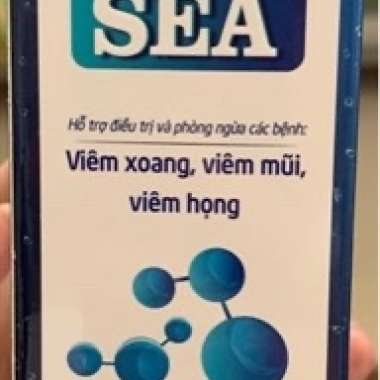 SEA
Hỗ trợ điều trị và phòng ngừa các bệnh:
Viêm xoang, viêm mũi,
viêm họng